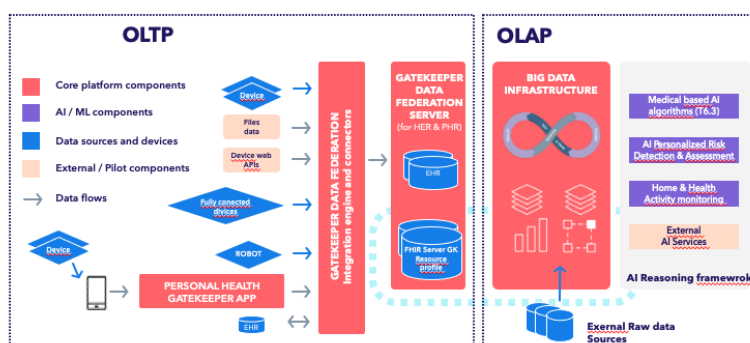 OLTP
OLAP
Core platform components
AI / ML components
Data sources and devices
External / Pilot components
Data flows
Device
Files
data
Device web
APIs
Fully conected
divices
ROBOT
Device
PERSONAL HEALTH
GATEKEEPER APP
EHR
GATEKEEPER DATA FEDERATION
Integration engine and connectors
GATEKEEPER
DATA
FEDERATION
SERVER
(for HER & PHR)
EHR
FHIR Server GK
Resource
profile
BIG DATA
INFRASTRUCTURE
Medical based AI
algorithms (T6.3)
AI Personalized Risk
Detection & Assessment
Home & Health
Activity monitoring
External
AI Services
AI Reasoning framewrok
Exernal Raw data
Sources